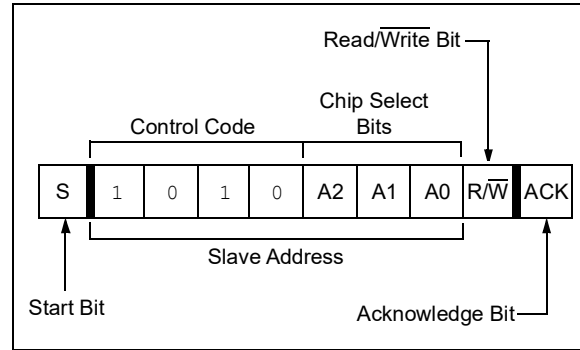 Read/Write Bit
Chip Select
Bits
Control Code
S 1 0 1 0 A2 A1 A0 R/W ACK
Slave Address
Start Bit
Acknowledge Bit